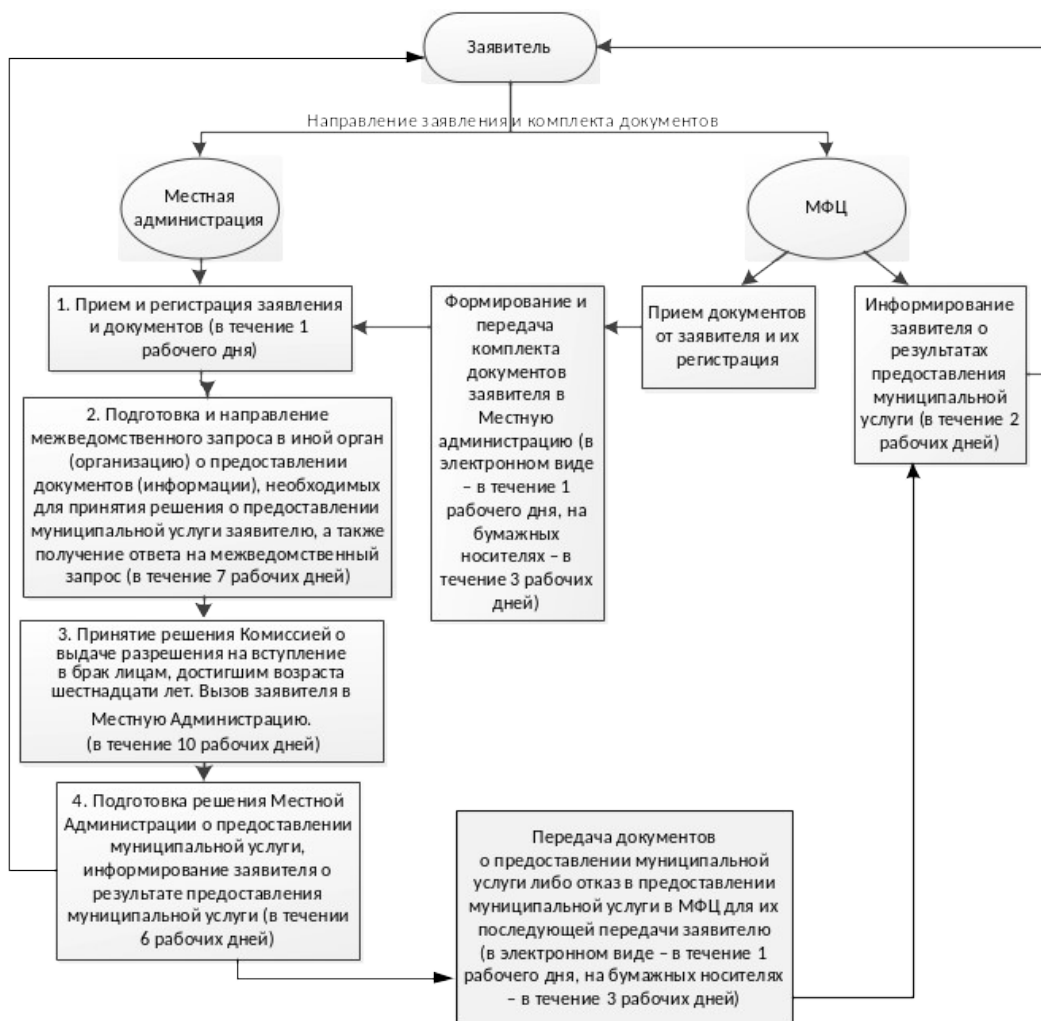 Заявитель
Направление заявления и комплекта документов
Местная
администрация
МФЦ
1. Прием и регистрация заявления
и документов (в течение 1
рабочего дня)
Формирование и
передача
комплекта
документов
заявителя в
Местную
администрацию (в
электронном виде
– в течение 1
рабочего дня, на
бумажных
носителях – в
течение 3 рабочих
дней)
Прием документов
от заявителя и их
регистрация
Информирование
заявителя о
результатах
предоставления
муниципальной
услуги (в течение 2
рабочих дней)
2. Подготовка и направление
межведомственного запроса в иной орган
(организацию) о предоставлении
документов (информации), необходимых
для принятия решения о предоставлении
муниципальной услуги заявителю, а также
получение ответа на межведомственный
запрос (в течение 7 рабочих дней)
3. Принятие решения Комиссией о
выдаче разрешения на вступление
в брак лицам, достигшим возраста
шестнадцати лет. Вызов заявителя в
Местную Администрацию.
(в течение 10 рабочих дней)
4. Подготовка решения Местной
Администрации о предоставлении
муниципальной услуги,
информирование заявителя о
результате предоставления
муниципальной услуги (в течении
6 рабочих дней)
Передача документов
о предоставлении муниципальной
услуги либо отказ в предоставлении
муниципальной услуги в МФЦ для их
последующей передачи заявителю
(в электронном виде – в течение 1
рабочего дня, на бумажных носителях
– в течение 3 рабочих дней)